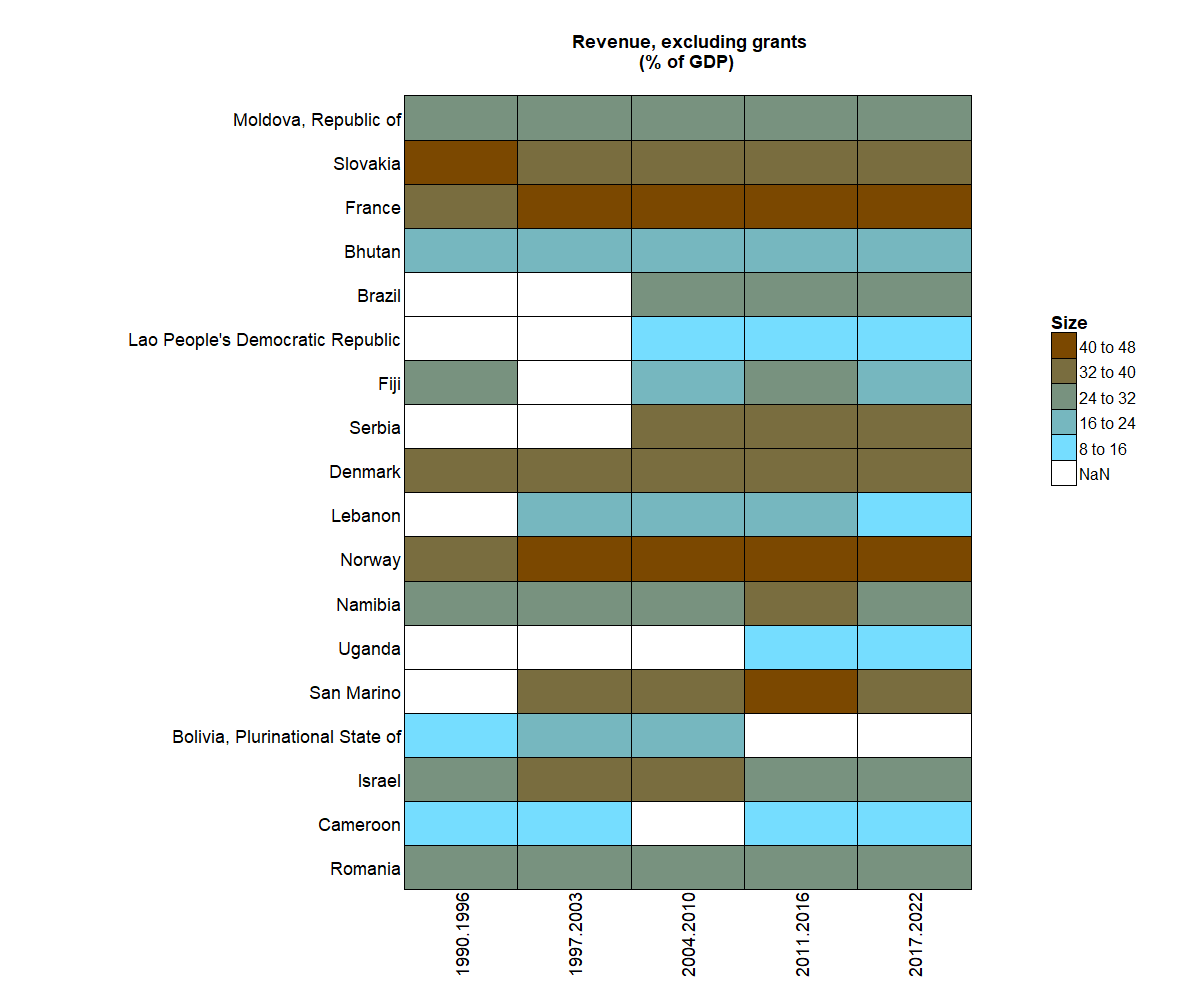 Revenue, excluding grants
(% of GDP)
Moldova, Republic of
Slovakia
France
Bhutan
Brazil
Lao People's Democratic Republic
Fiji
Serbia
Denmark
Lebanon
Norway
Namibia
Uganda
San Marino
Bolivia, Plurinational State of
Israel
Cameroon
Romania
1990.1996
1997.2003
2004.2010
2011.2016
2017.2022
Size
40 to 48
32 to 40
24 to 32
16 to 24
8 to 16
NaN